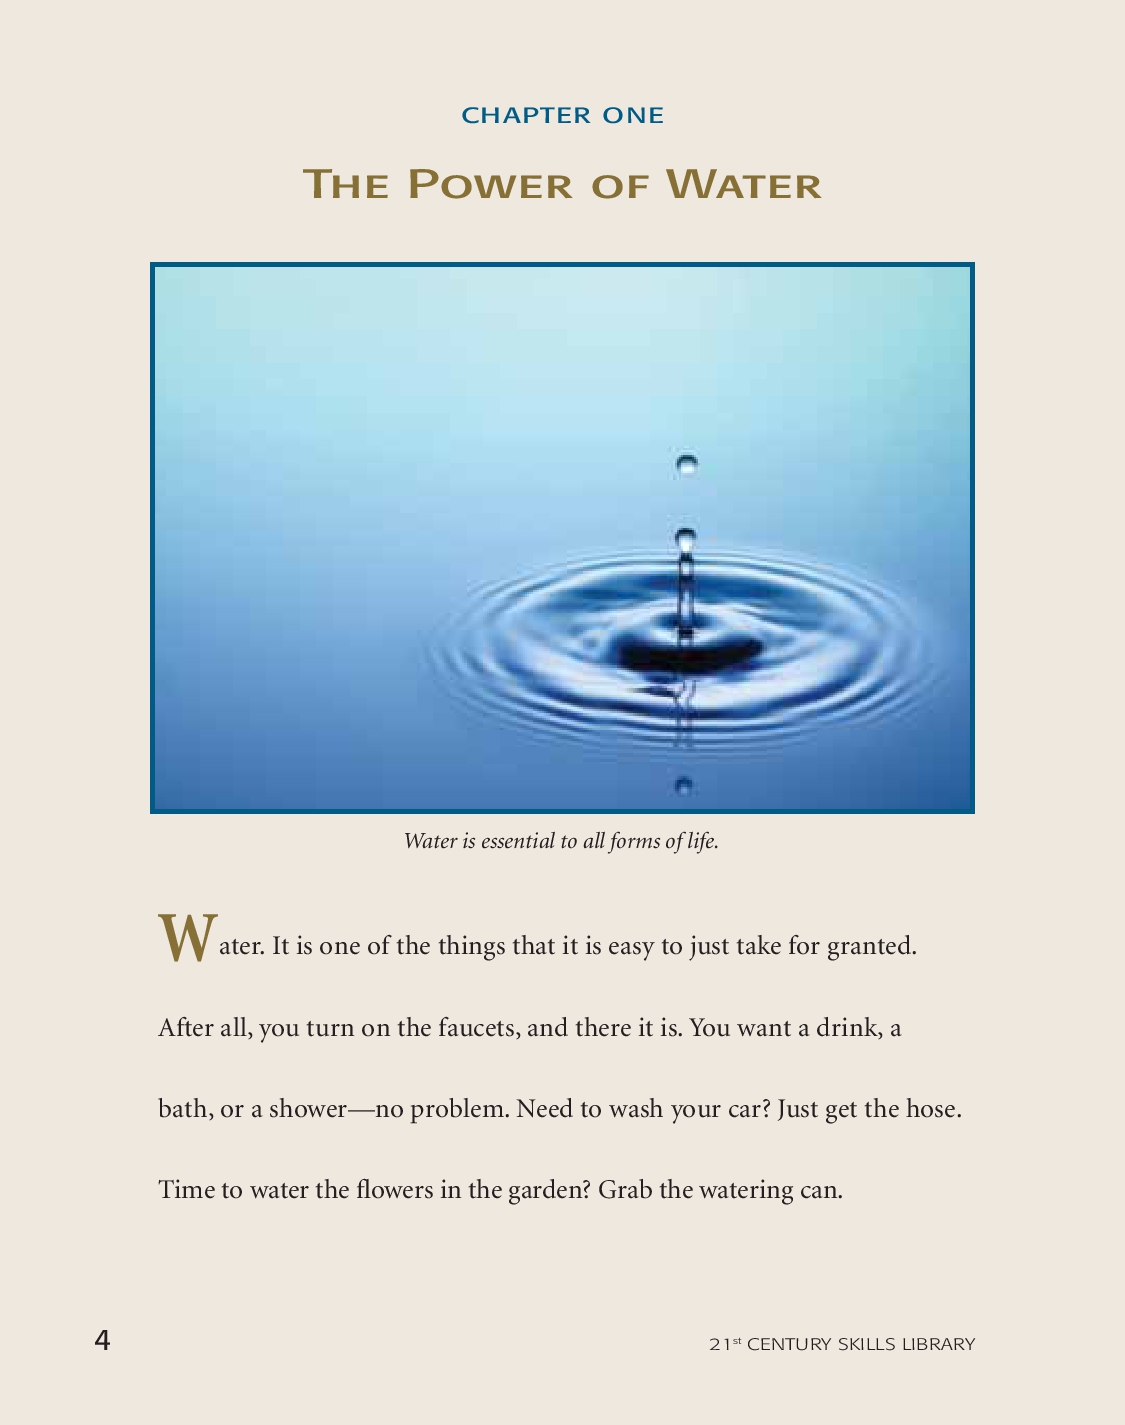 CHAPTER ONE
THE POWER OF WATER
Water is essential to all forms of life.
Water. It is one of the things that it is easy to just take for granted.
After all, you turn on the faucets, and there it is. You want a drink, a
bath, or a shower—no problem. Need to wash your car? Just get the hose.
Time to water the flowers in the garden? Grab the watering can.
4
21st CENTURY SKILLS LIBRARY